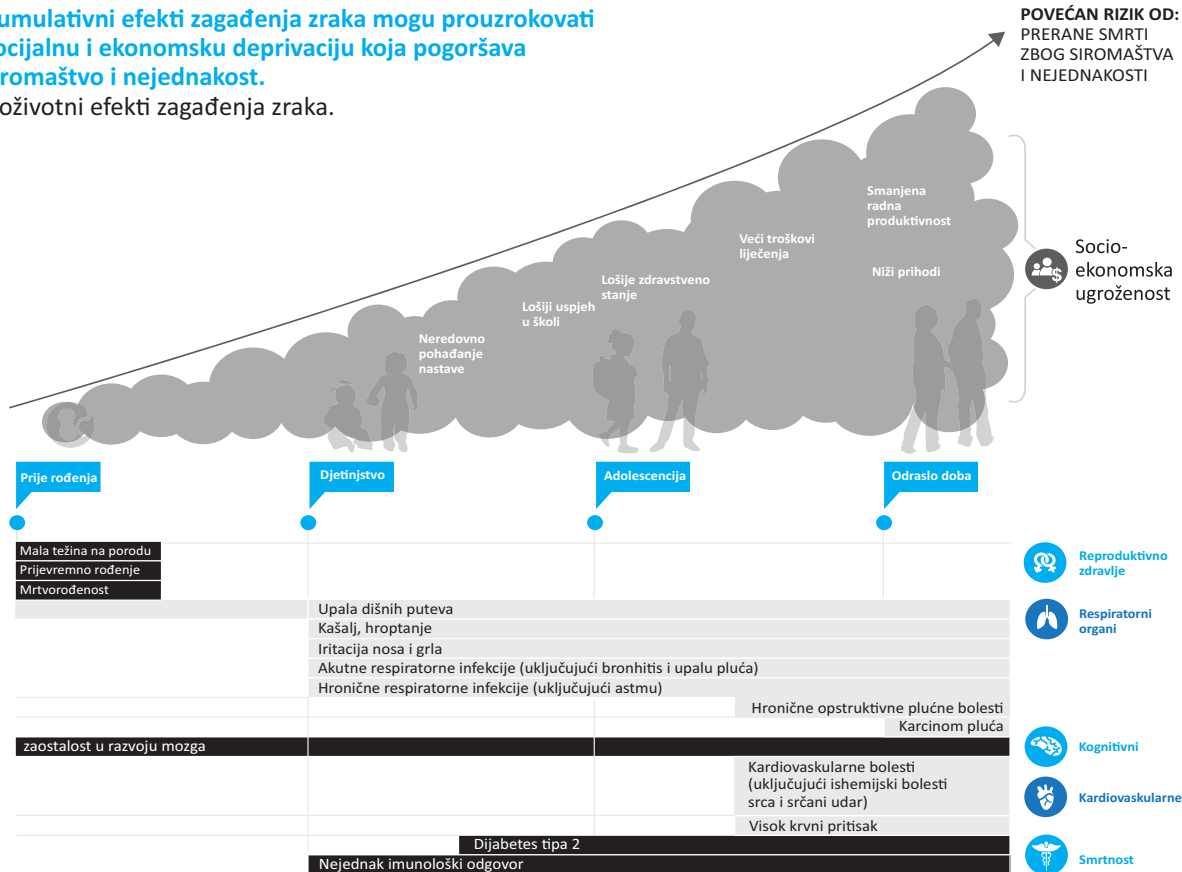 umulativni efekti zagađenja zraka mogu prouzrokovati
ocijalnu i ekonomsku deprivaciju koja pogoršava
romaštvo i nejednakost.
oživotni efekti zagađenja zraka.
POVEĆAN RIZIK OD:
PRERANE SMRTI
ZBOG SIROMAŠTVA
I NEJEDNAKOSTI
Smanjena
radna
produktivnost
Veći troškovi
liječenja
Niži prihodi
Socio-
ekonomska
ugroženost
Lošije zdravstveno
stanje
Lošiji uspjeh
u školi
Neredovno
pohađanje
nastave
Prije rođenja
Djetinjstvo
Adolescencija
Odraslo doba
Mala težina na porodu
Prijevremno rođenje
Mrtvorođenost
Reproduktivno
zdravlje
Upala dišnih puteva
Kašalj, hroptanje
Iritacija nosa i grla
Akutne respiratorne infekcije (uključujući bronhitis i upalu pluća)
Hronične respiratorne infekcije (uključujući astmu)
Hronične opstruktivne plućne bolesti
Karcinom pluća
Respiratorni
organi
zaostalost u razvoju mozga
Kognitivni
Kardiovaskularne bolesti
(uključujući ishemijski bolesti
srca i srčani udar)
Visok krvni pritisak
Kardiovaskularne
Dijabetes tipa 2
Nejednak imunološki odgovor
Smrtnost